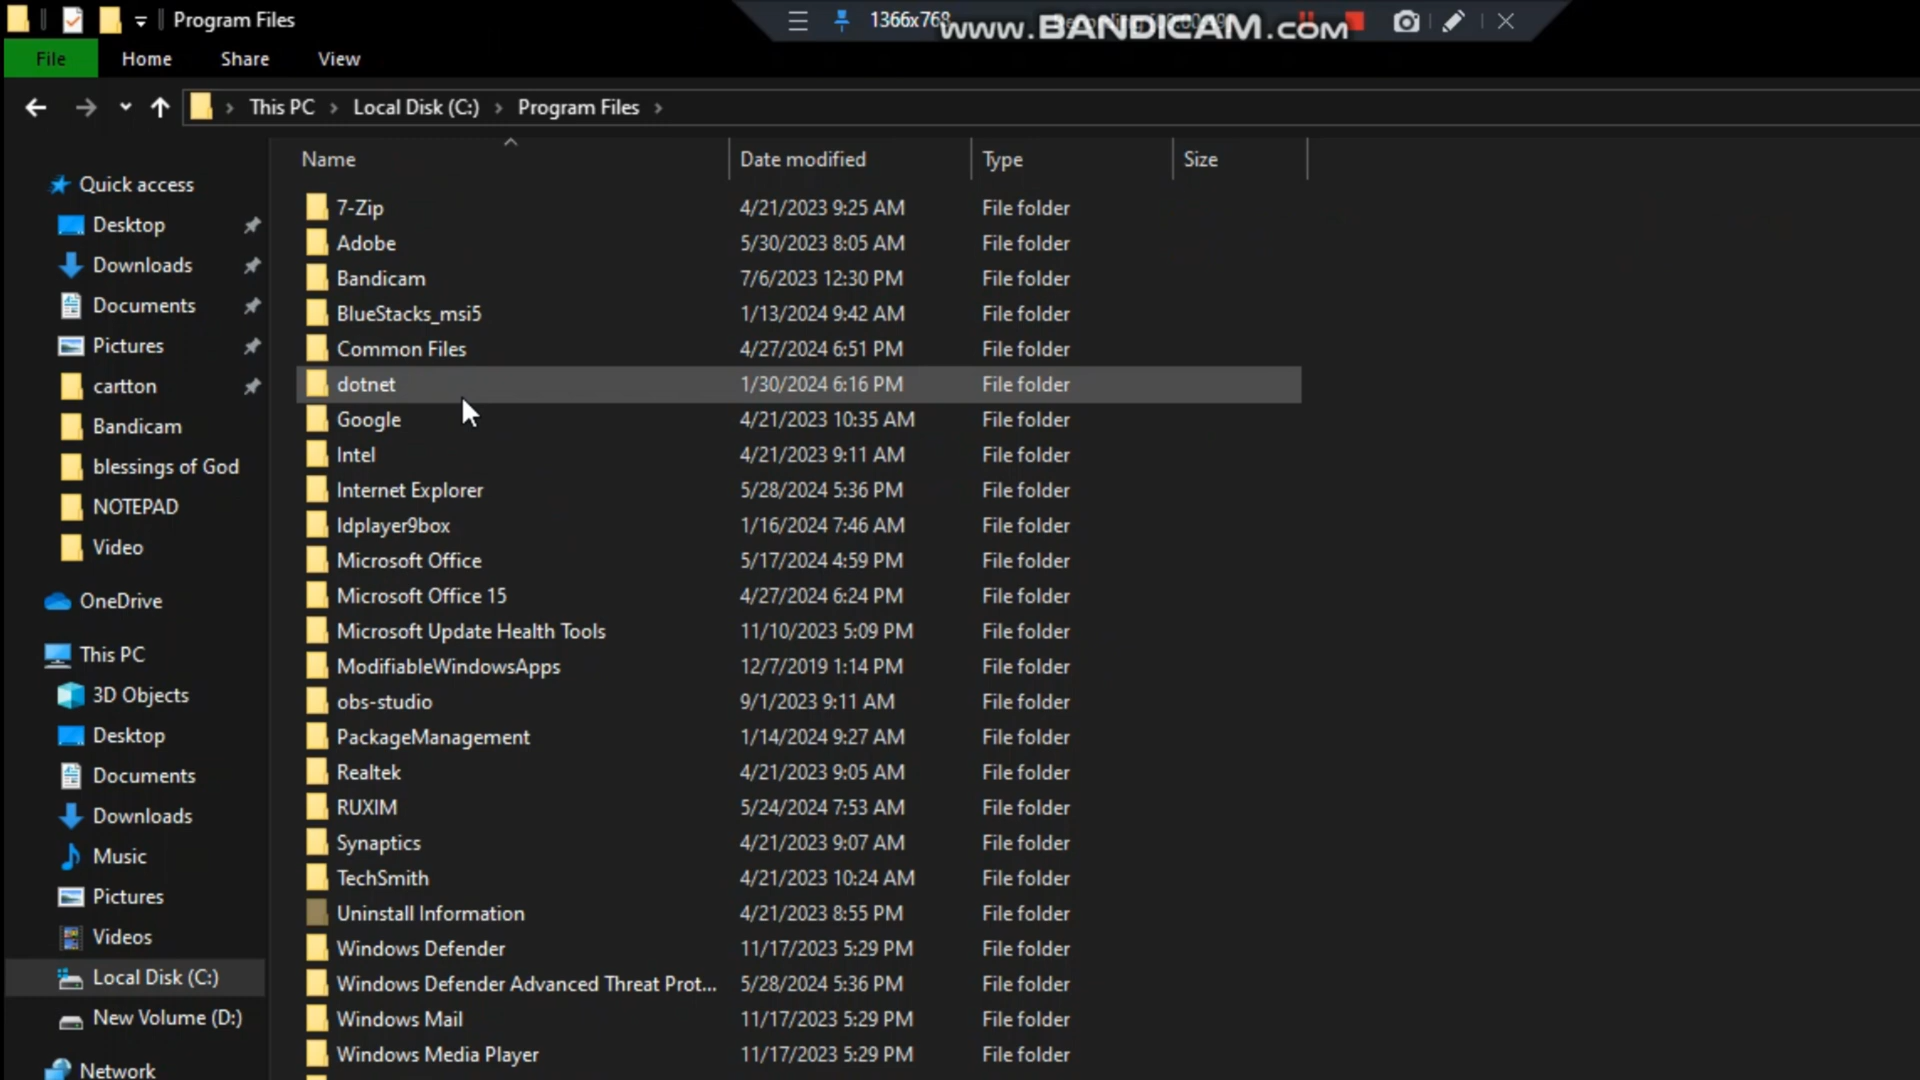 Program Files
1366x768
www.BANDICAM.com
File Home Share View
This PC > Local Disk (C:) > Program Files >
Name Date modified Type Size
Quick access
Desktop
Downloads
Documents
Pictures
cartton
Bandicam
blessings of God
NOTEPAD
Video
OneDrive
This PC
3D Objects
Desktop
Documents
Downloads
Music
Pictures
Videos
Local Disk (C:)
New Volume (D:)
Network
7-Zip 4/21/2023 9:25 AM File folder
Adobe 5/30/2023 8:05 AM File folder
Bandicam 7/6/2023 12:30 PM File folder
BlueStacks_msi5 1/13/2024 9:42 AM File folder
Common Files 4/27/2024 6:51 PM File folder
dotnet 1/30/2024 6:16 PM File folder
Google 4/21/2023 10:35 AM File folder
Intel 4/21/2023 9:11 AM File folder
Internet Explorer 5/28/2024 5:36 PM File folder
ldplayer9box 1/16/2024 7:46 AM File folder
Microsoft Office 5/17/2024 4:59 PM File folder
Microsoft Office 15 4/27/2024 6:24 PM File folder
Microsoft Update Health Tools 11/10/2023 5:09 PM File folder
ModifiableWindowsApps 12/7/2019 1:14 PM File folder
obs-studio 9/1/2023 9:11 AM File folder
PackageManagement 1/14/2024 9:27 AM File folder
Realtek 4/21/2023 9:05 AM File folder
RUXIM 5/24/2024 7:53 AM File folder
Synaptics 4/21/2023 9:07 AM File folder
TechSmith 4/21/2023 10:24 AM File folder
Uninstall Information 4/21/2023 8:55 PM File folder
Windows Defender 11/17/2023 5:29 PM File folder
Windows Defender Advanced Threat Prot... 5/28/2024 5:36 PM File folder
Windows Mail 11/17/2023 5:29 PM File folder
Windows Media Player 11/17/2023 5:29 PM File folder